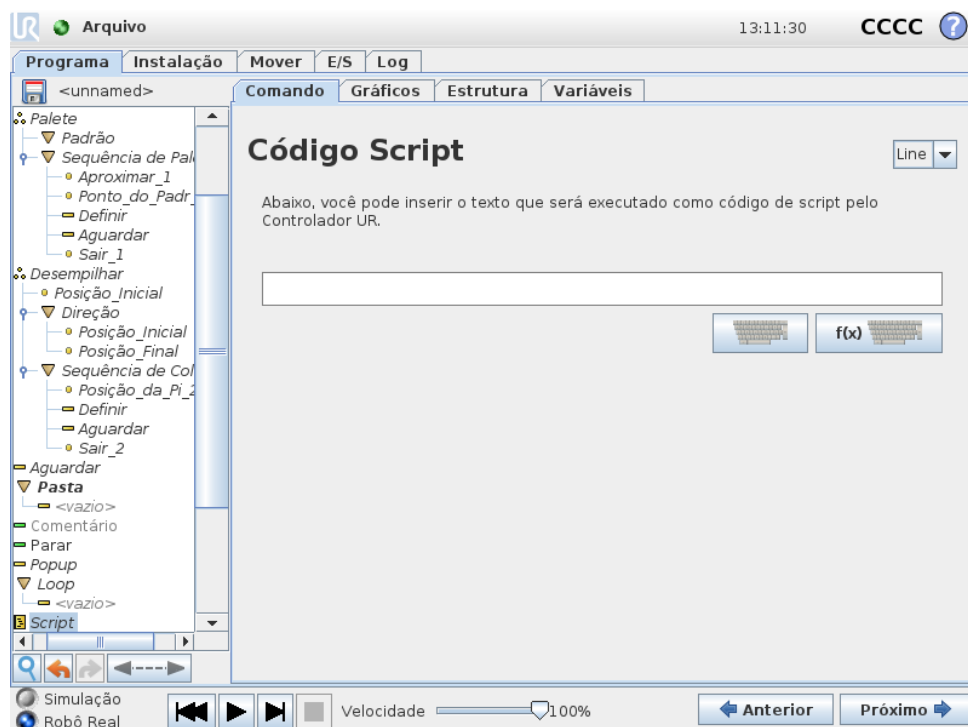 UR Arquivo 13:11:30 CCCC ?
Programa Instalação Mover E/S Log
<unnamed> Comando Gráficos Estrutura Variáveis
Palete
Padrão
Sequência de Pal
Aproximar_1
Ponto_do_Padr_
Definir
Aguardar
Sair_1
Desempilhar
Posição_Inicial
Direção
Posição_Inicial
Posição_Final
Sequência de Col
Posição_da_Pi_2
Definir
Aguardar
Sair_2
Aguardar
Pasta
<vazio>
Comentário
Parar
Popup
Loop
<vazio>
Script
Código Script
Line
Abaixo, você pode inserir o texto que será executado como código de script pelo
Controlador UR.
f(x)
Simulação
Robô Real
Velocidade 100%
Anterior Próximo